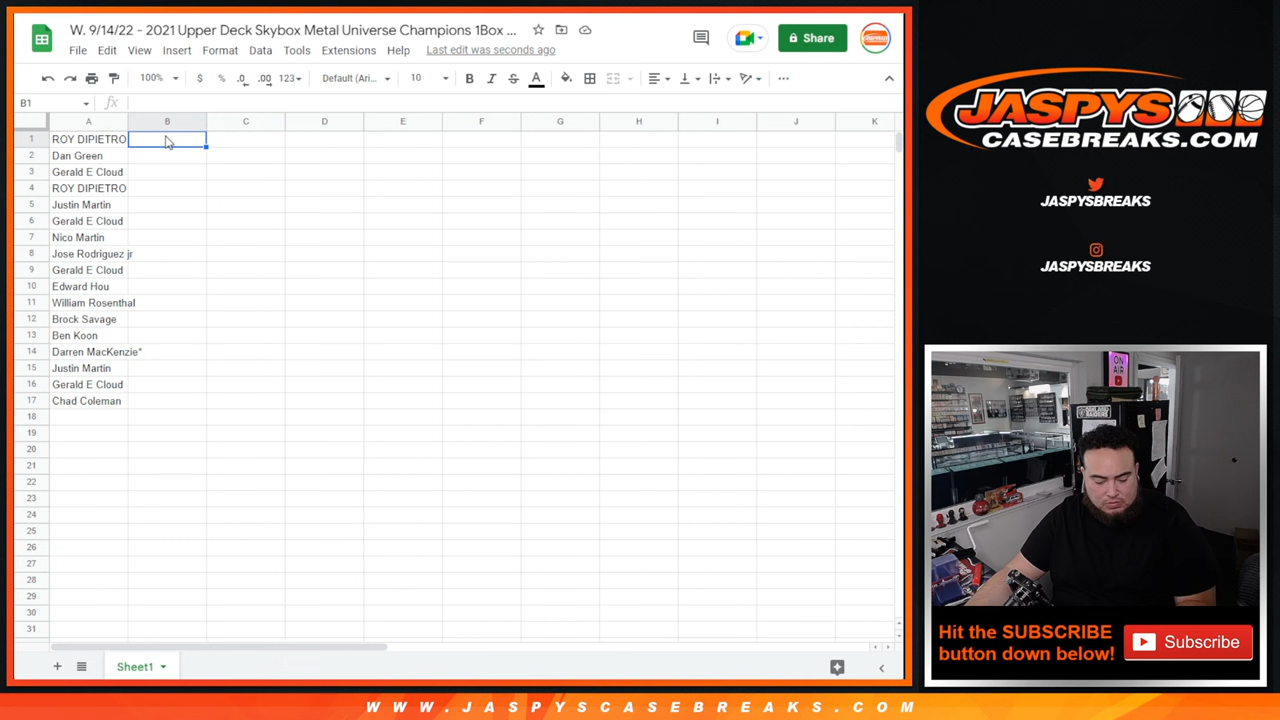 W. 9/14/22 - 2021 Upper Deck Skybox Metal Universe Champions 1Box ...
File Edit View Insert Format Data Tools Extensions Help Last edit was seconds ago
Share
100% $ % .0 .00 123 Default (Ari... 10 B I S A
B1 fx
A B C D E F G H I J K
1 ROY DIPIETRO
2 Dan Green
3 Gerald E Cloud
4 ROY DIPIETRO
5 Justin Martin
6 Gerald E Cloud
7 Nico Martin
8 Jose Rodriguez jr
9 Gerald E Cloud
10 Edward Hou
11 William Rosenthal
12 Brock Savage
13 Ben Koon
14 Darren MacKenzie*
15 Justin Martin
16 Gerald E Cloud
17 Chad Coleman
18
19
20
21
22
23
24
25
26
27
28
29
30
31
Sheet1
JASPYS
CASEBREAKS.COM
JASPYSBREAKS
JASPYSBREAKS
ON
AIR
OAKLAND
RAIDERS
Hit the SUBSCRIBE
button down below!
Subscribe
WWW.JASPYSCASEBREAKS.COM